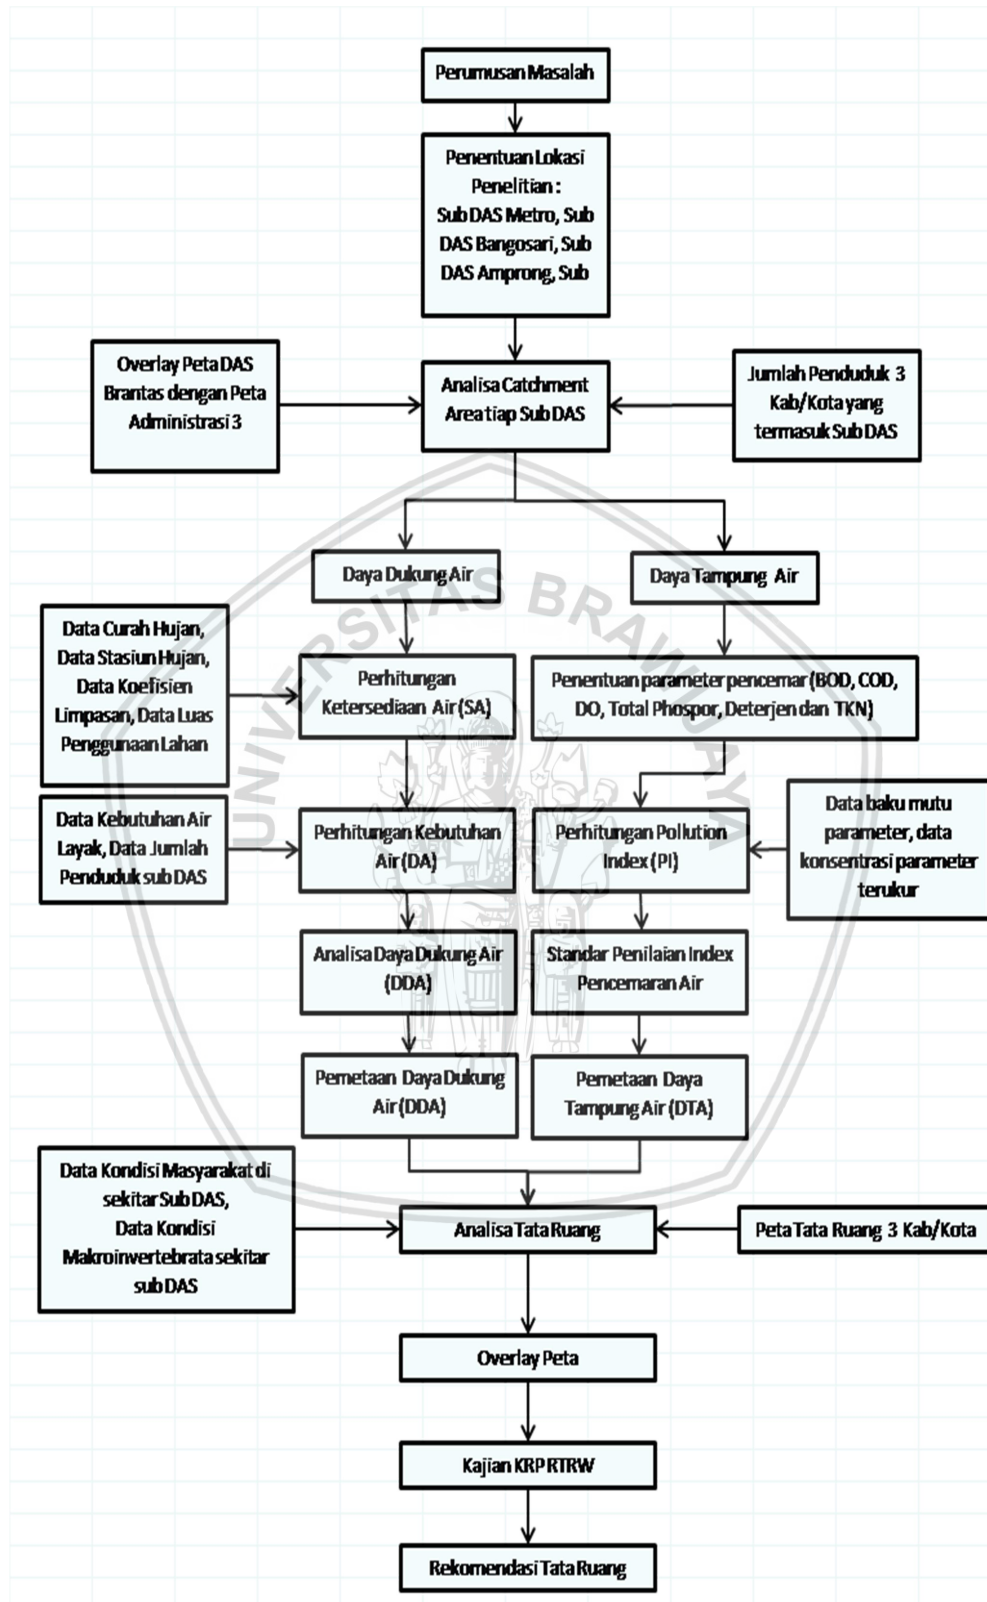 Perumusan Masalah
Penentuan Lokasi
Penelitian :
Sub DAS Metro, Sub
DAS Bangosari, Sub
DAS Amprong, Sub
Overlay Peta DAS
Brantas dengan Peta
Administrasi 3
Analisa Catchment
Area tiap Sub DAS
Jumlah Penduduk 3
Kab/Kota yang
termasuk Sub DAS
Daya Dukung Air
Daya Tampung Air
UNIVERSITAS BRAWIJAYA
Data Curah Hujan,
Data Stasiun Hujan,
Data Koefisien
Limpasan, Data Luas
Penggunaan Lahan
Perhitungan
Ketersediaan Air (SA)
Penentuan parameter pencemar (BOD, COD,
DO, Total Phospor, Deterjen dan TKN)
Data Kebutuhan Air
Layak, Data Jumlah
Penduduk sub DAS
Perhitungan Kebutuhan
Air (DA)
Perhitungan Pollution
Index (PI)
Data baku mutu
parameter, data
konsentrasi parameter
terukur
Analisa Daya Dukung Air
(DDA)
Standar Penilaian Index
Pencemaran Air
Pemetaan Daya Dukung
Air (DDA)
Pemetaan Daya
Tampung Air (DTA)
Data Kondisi Masyarakat di
sekitar Sub DAS,
Data Kondisi
Makroinvertebrata sekitar
sub DAS
Analisa Tata Ruang
Peta Tata Ruang 3 Kab/Kota
Overlay Peta
Kajian KRP RTRW
Rekomendasi Tata Ruang